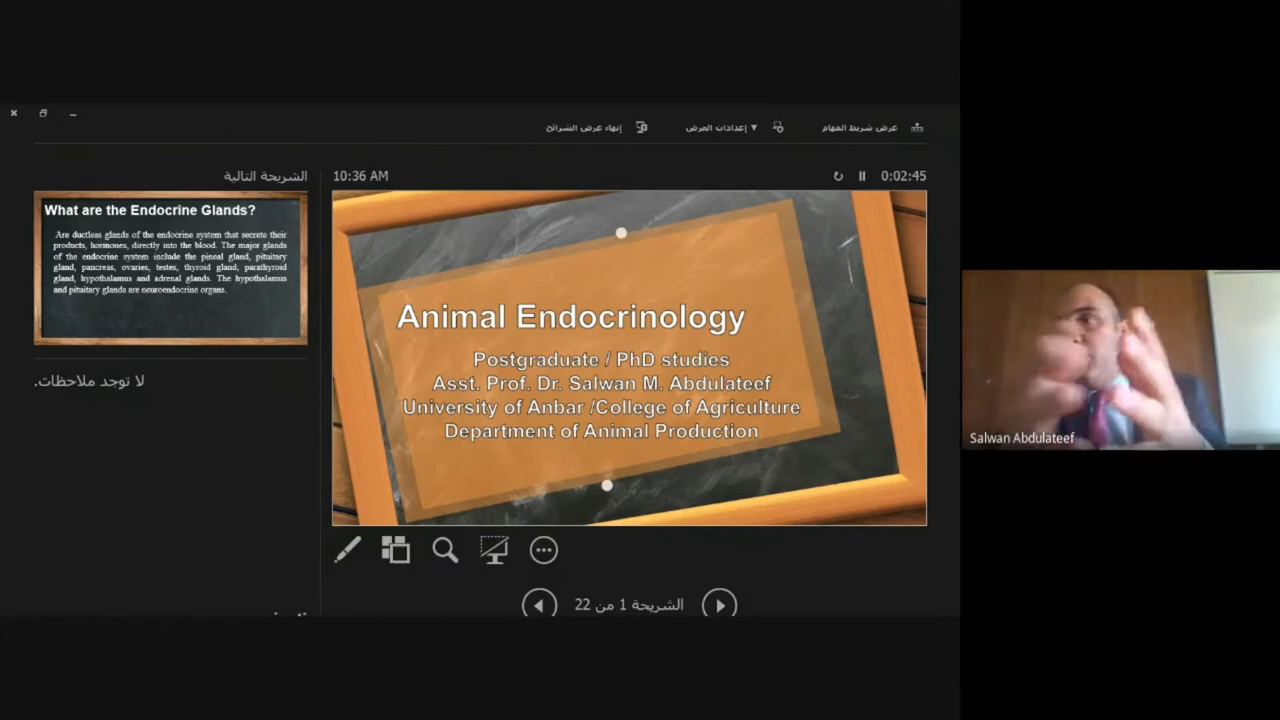 عرض شريط المهام
إعدادات العرض ▼
إنهاء عرض الشرائح
الشريحة التالية
What are the Endocrine Glands?
Are ductless glands of the endocrine system that secrete their
products, hormones, directly into the blood. The major glands
of the endocrine system include the pineal gland, pituitary
gland, pancreas, ovaries, testes, thyroid gland, parathyroid
gland, hypothalamus and adrenal glands. The hypothalamus
and pituitary glands are neuroendocrine organs.
لا توجد ملاحظات.
10:36 AM
0:02:45
Animal Endocrinology
Postgraduate / PhD studies
Asst. Prof. Dr. Salwan M. Abdulateef
University of Anbar /College of Agriculture
Department of Animal Production
الشريحة 1 من 22
Salwan Abdulateef